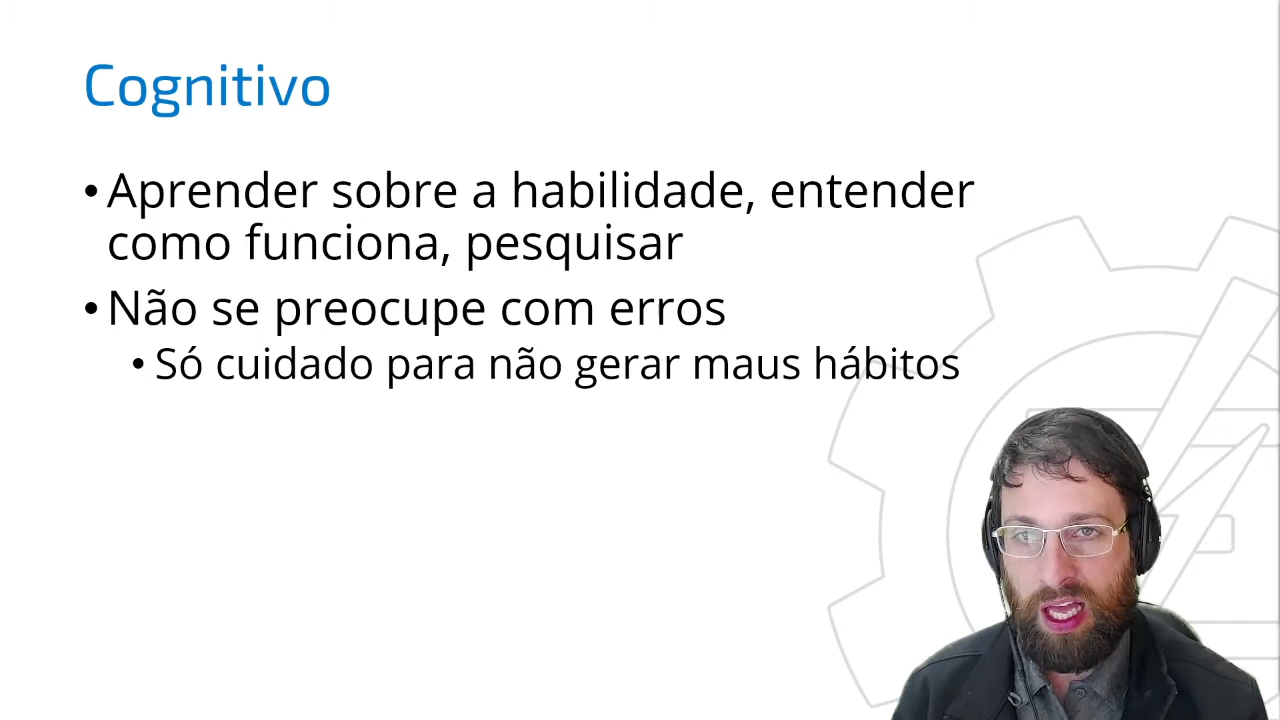 Cognitivo
• Aprender sobre a habilidade, entender
como funciona, pesquisar
• Não se preocupe com erros
• Só cuidado para não gerar maus hábitos